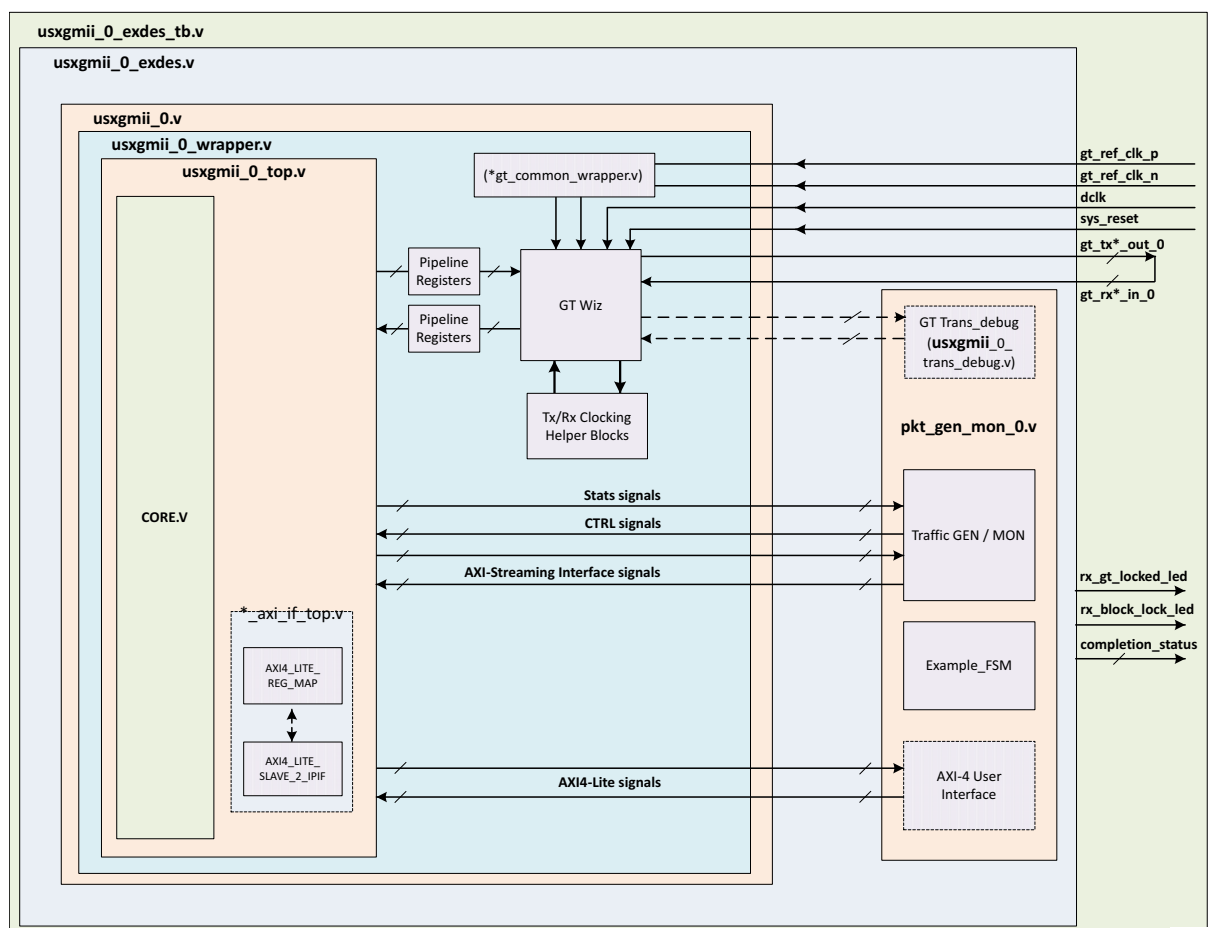 usxgmii_0_exdes_tb.v
usxgmii_0_exdes.v
usxgmii_0.v
usxgmii_0_wrapper.v
usxgmii_0_top.v
CORE.V
*_axi_if_top.v
AXI4_LITE_
REG_MAP
AXI4_LITE_
SLAVE_2_IPIF
(*gt_common_wrapper.v)
Pipeline
Registers
Pipeline
Registers
GT Wiz
Tx/Rx Clocking
Helper Blocks
Stats signals
CTRL signals
AXI-Streaming Interface signals
AXI4-Lite signals
gt_ref_clk_p
gt_ref_clk_n
dclk
sys_reset
gt_tx*_out_0
gt_rx*_in_0
GT Trans_debug
(usxgmii_0_
trans_debug.v)
pkt_gen_mon_0.v
Traffic GEN / MON
Example_FSM
AXI-4 User
Interface
rx_gt_locked_led
rx_block_lock_led
completion_status